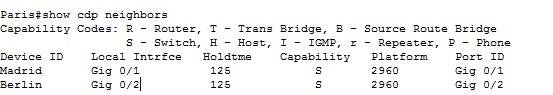 Paris#show cdp neighbors
Capability Codes: R - Router, T - Trans Bridge, B - Source Route Bridge
S - Switch, H - Host, I - IGMP, r - Repeater, P - Phone
Device ID Local Intrfce Holdtme Capability Platform Port ID
Madrid Gig 0/1 125 S 2960 Gig 0/1
Berlin Gig 0/2 125 S 2960 Gig 0/2